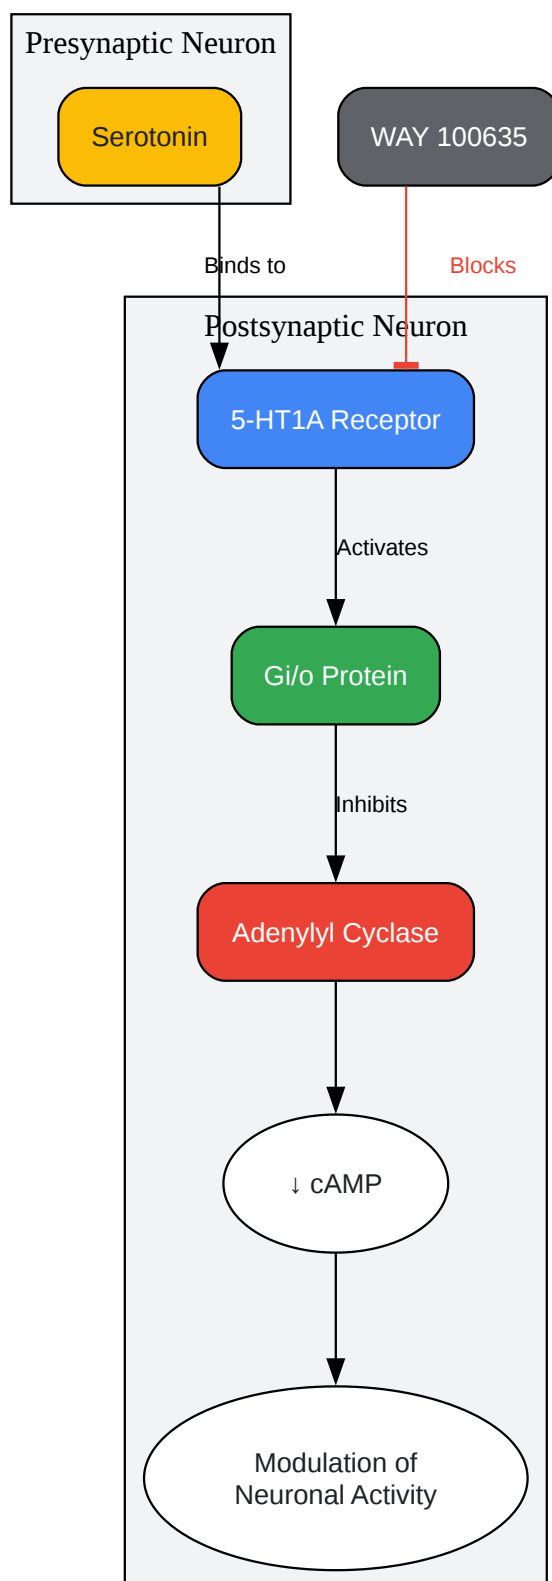 Presynaptic Neuron
Serotonin
WAY 100635
Binds to
Blocks
Postsynaptic Neuron
5-HT1A Receptor
Activates
Gi/o Protein
Inhibits
Adenylyl Cyclase
↓ cAMP
Modulation of
Neuronal Activity